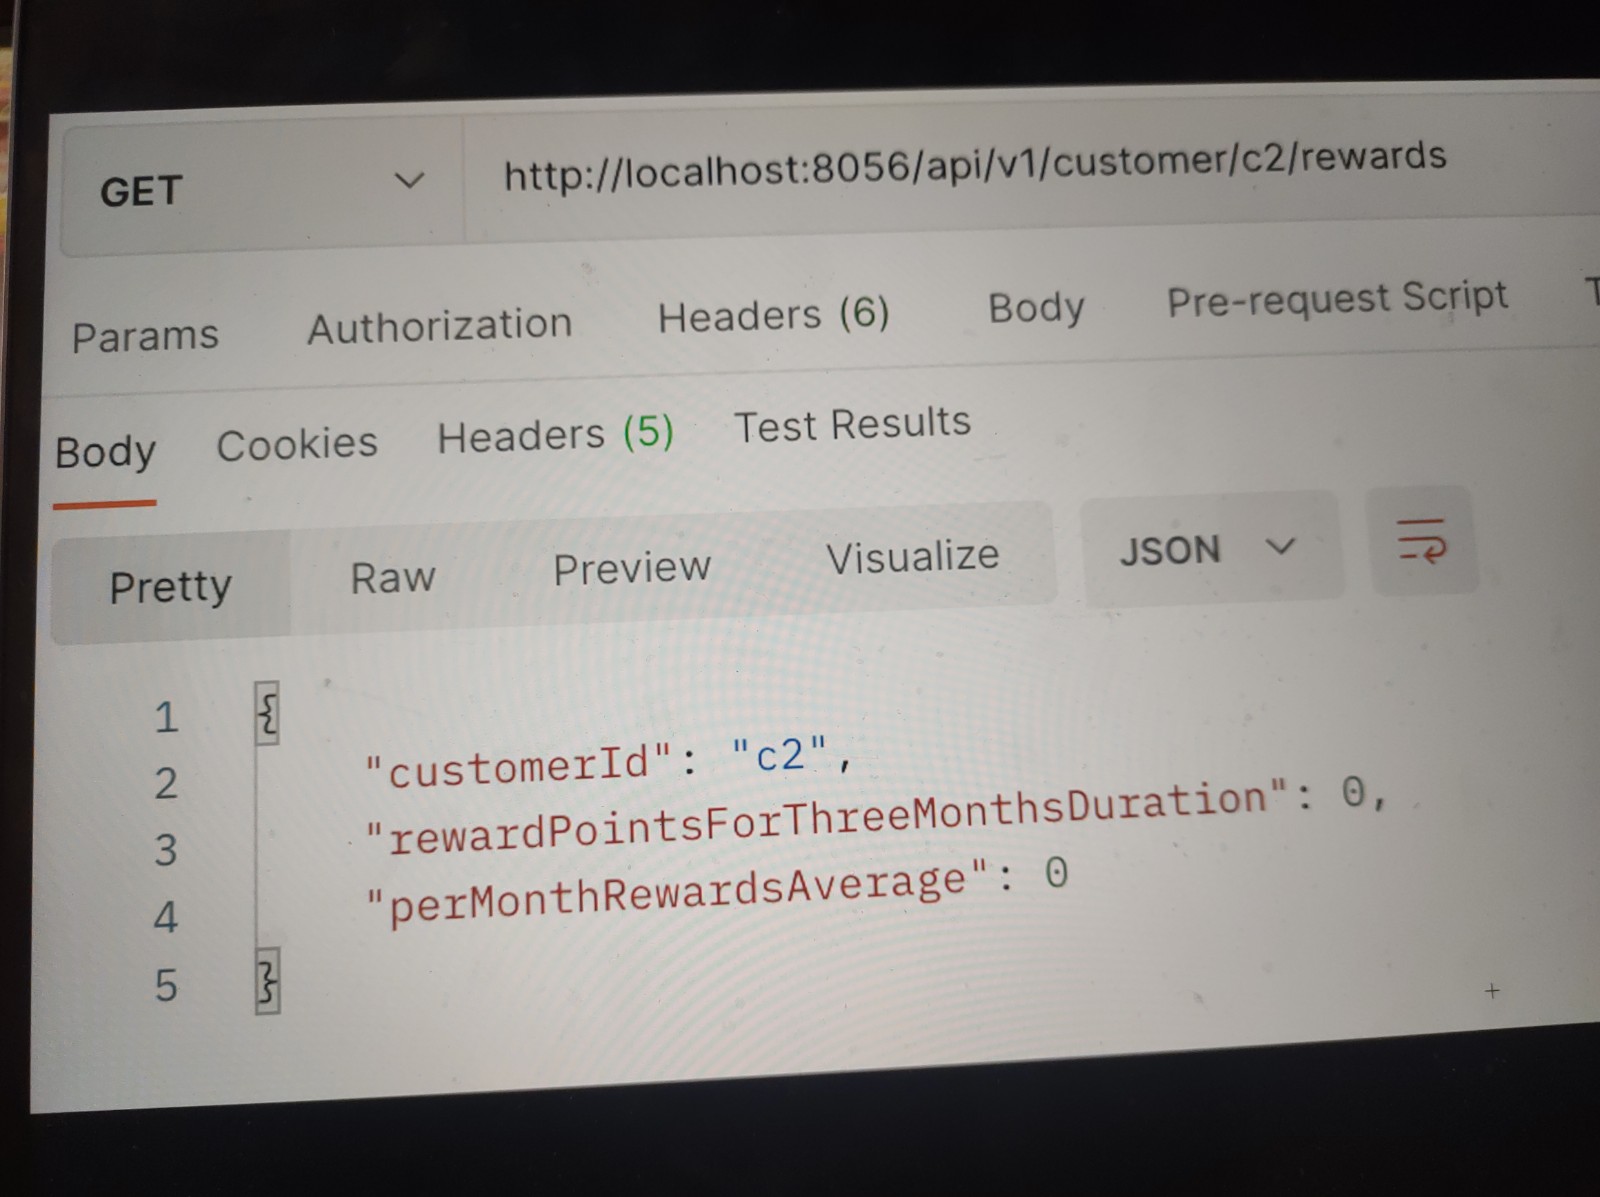 GET http://localhost:8056/api/v1/customer/c2/rewards
Params Authorization Headers (6) Body Pre-request Script
Body Cookies Headers (5) Test Results
Pretty Raw Preview Visualize JSON
1 {
2 "customerId": "c2",
3 "rewardPointsForThreeMonthsDuration": 0,
4 "perMonthRewardsAverage": 0
5 }